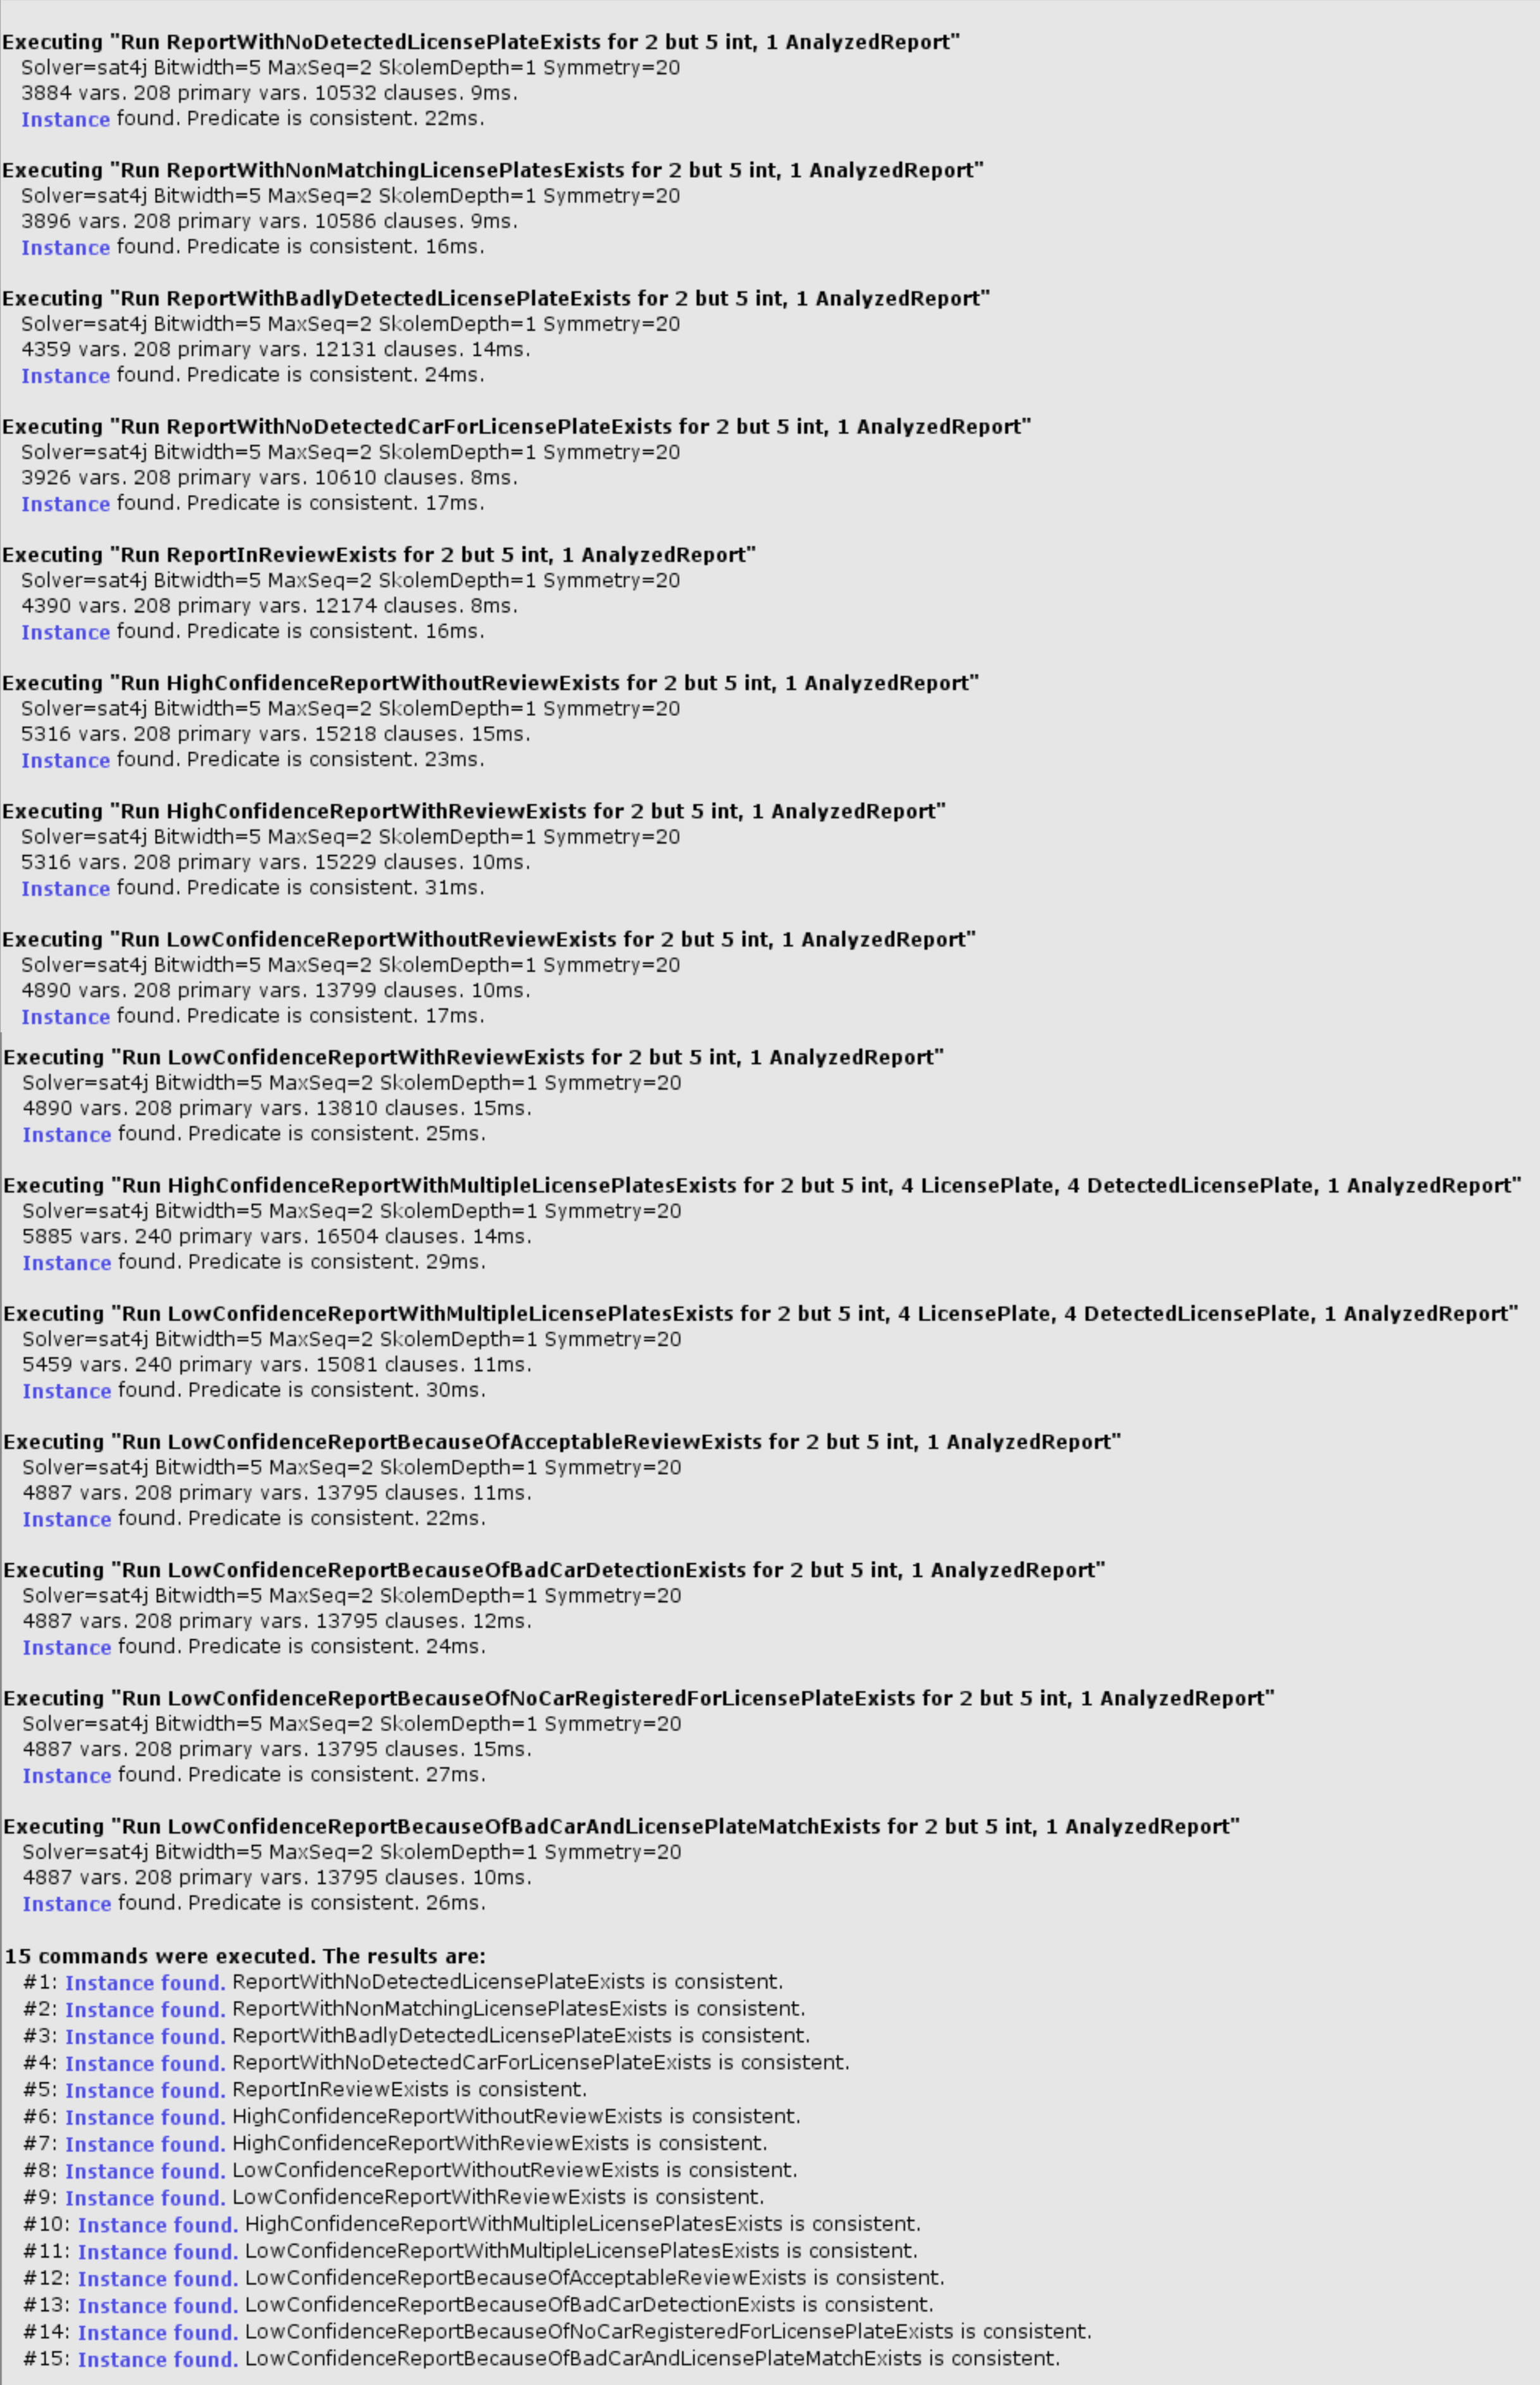 Executing "Run ReportWithNoDetectedLicensePlateExists for 2 but 5 int, 1 AnalyzedReport"
Solver=sat4j Bitwidth=5 MaxSeq=2 SkolemDepth=1 Symmetry=20
3884 vars. 208 primary vars. 10532 clauses. 9ms.
Instance found. Predicate is consistent. 22ms.
Executing "Run ReportWithNonMatchingLicensePlatesExists for 2 but 5 int, 1 AnalyzedReport"
Solver=sat4j Bitwidth=5 MaxSeq=2 SkolemDepth=1 Symmetry=20
3896 vars. 208 primary vars. 10586 clauses. 9ms.
Instance found. Predicate is consistent. 16ms.
Executing "Run ReportWithBadlyDetectedLicensePlateExists for 2 but 5 int, 1 AnalyzedReport"
Solver=sat4j Bitwidth=5 MaxSeq=2 SkolemDepth=1 Symmetry=20
4359 vars. 208 primary vars. 12131 clauses. 14ms.
Instance found. Predicate is consistent. 24ms.
Executing "Run ReportWithNoDetectedCarForLicensePlateExists for 2 but 5 int, 1 AnalyzedReport"
Solver=sat4j Bitwidth=5 MaxSeq=2 SkolemDepth=1 Symmetry=20
3926 vars. 208 primary vars. 10610 clauses. 8ms.
Instance found. Predicate is consistent. 17ms.
Executing "Run ReportInReviewExists for 2 but 5 int, 1 AnalyzedReport"
Solver=sat4j Bitwidth=5 MaxSeq=2 SkolemDepth=1 Symmetry=20
4390 vars. 208 primary vars. 12174 clauses. 8ms.
Instance found. Predicate is consistent. 16ms.
Executing "Run HighConfidenceReportWithoutReviewExists for 2 but 5 int, 1 AnalyzedReport"
Solver=sat4j Bitwidth=5 MaxSeq=2 SkolemDepth=1 Symmetry=20
5316 vars. 208 primary vars. 15218 clauses. 15ms.
Instance found. Predicate is consistent. 23ms.
Executing "Run HighConfidenceReportWithReviewExists for 2 but 5 int, 1 AnalyzedReport"
Solver=sat4j Bitwidth=5 MaxSeq=2 SkolemDepth=1 Symmetry=20
5316 vars. 208 primary vars. 15229 clauses. 10ms.
Instance found. Predicate is consistent. 31ms.
Executing "Run LowConfidenceReportWithoutReviewExists for 2 but 5 int, 1 AnalyzedReport"
Solver=sat4j Bitwidth=5 MaxSeq=2 SkolemDepth=1 Symmetry=20
4890 vars. 208 primary vars. 13799 clauses. 10ms.
Instance found. Predicate is consistent. 17ms.
Executing "Run LowConfidenceReportWithReviewExists for 2 but 5 int, 1 AnalyzedReport"
Solver=sat4j Bitwidth=5 MaxSeq=2 SkolemDepth=1 Symmetry=20
4890 vars. 208 primary vars. 13810 clauses. 15ms.
Instance found. Predicate is consistent. 25ms.
Executing "Run HighConfidenceReportWithMultipleLicensePlatesExists for 2 but 5 int, 4 LicensePlate, 4 DetectedLicensePlate, 1 AnalyzedReport"
Solver=sat4j Bitwidth=5 MaxSeq=2 SkolemDepth=1 Symmetry=20
5885 vars. 240 primary vars. 16504 clauses. 14ms.
Instance found. Predicate is consistent. 29ms.
Executing "Run LowConfidenceReportWithMultipleLicensePlatesExists for 2 but 5 int, 4 LicensePlate, 4 DetectedLicensePlate, 1 AnalyzedReport"
Solver=sat4j Bitwidth=5 MaxSeq=2 SkolemDepth=1 Symmetry=20
5459 vars. 240 primary vars. 15081 clauses. 11ms.
Instance found. Predicate is consistent. 30ms.
Executing "Run LowConfidenceReportBecauseOfAcceptableReviewExists for 2 but 5 int, 1 AnalyzedReport"
Solver=sat4j Bitwidth=5 MaxSeq=2 SkolemDepth=1 Symmetry=20
4887 vars. 208 primary vars. 13795 clauses. 11ms.
Instance found. Predicate is consistent. 22ms.
Executing "Run LowConfidenceReportBecauseOfBadCarDetectionExists for 2 but 5 int, 1 AnalyzedReport"
Solver=sat4j Bitwidth=5 MaxSeq=2 SkolemDepth=1 Symmetry=20
4887 vars. 208 primary vars. 13795 clauses. 12ms.
Instance found. Predicate is consistent. 24ms.
Executing "Run LowConfidenceReportBecauseOfNoCarRegisteredForLicensePlateExists for 2 but 5 int, 1 AnalyzedReport"
Solver=sat4j Bitwidth=5 MaxSeq=2 SkolemDepth=1 Symmetry=20
4887 vars. 208 primary vars. 13795 clauses. 15ms.
Instance found. Predicate is consistent. 27ms.
Executing "Run LowConfidenceReportBecauseOfBadCarAndLicensePlateMatchExists for 2 but 5 int, 1 AnalyzedReport"
Solver=sat4j Bitwidth=5 MaxSeq=2 SkolemDepth=1 Symmetry=20
4887 vars. 208 primary vars. 13795 clauses. 10ms.
Instance found. Predicate is consistent. 26ms.
15 commands were executed. The results are:
#1: Instance found. ReportWithNoDetectedLicensePlateExists is consistent.
#2: Instance found. ReportWithNonMatchingLicensePlatesExists is consistent.
#3: Instance found. ReportWithBadlyDetectedLicensePlateExists is consistent.
#4: Instance found. ReportWithNoDetectedCarForLicensePlateExists is consistent.
#5: Instance found. ReportInReviewExists is consistent.
#6: Instance found. HighConfidenceReportWithoutReviewExists is consistent.
#7: Instance found. HighConfidenceReportWithReviewExists is consistent.
#8: Instance found. LowConfidenceReportWithoutReviewExists is consistent.
#9: Instance found. LowConfidenceReportWithReviewExists is consistent.
#10: Instance found. HighConfidenceReportWithMultipleLicensePlatesExists is consistent.
#11: Instance found. LowConfidenceReportWithMultipleLicensePlatesExists is consistent.
#12: Instance found. LowConfidenceReportBecauseOfAcceptableReviewExists is consistent.
#13: Instance found. LowConfidenceReportBecauseOfBadCarDetectionExists is consistent.
#14: Instance found. LowConfidenceReportBecauseOfNoCarRegisteredForLicensePlateExists is consistent.
#15: Instance found. LowConfidenceReportBecauseOfBadCarAndLicensePlateMatchExists is consistent.